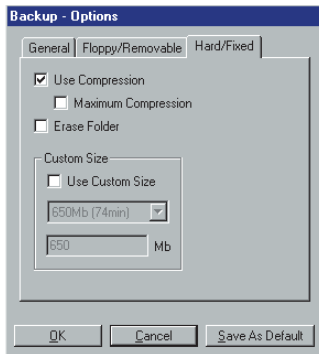 Backup - Options
General Floppy/Removable Hard/Fixed
Use Compression
Maximum Compression
Erase Folder
Custom Size
Use Custom Size
650Mb (74min)
650 Mb
OK Cancel Save As Default